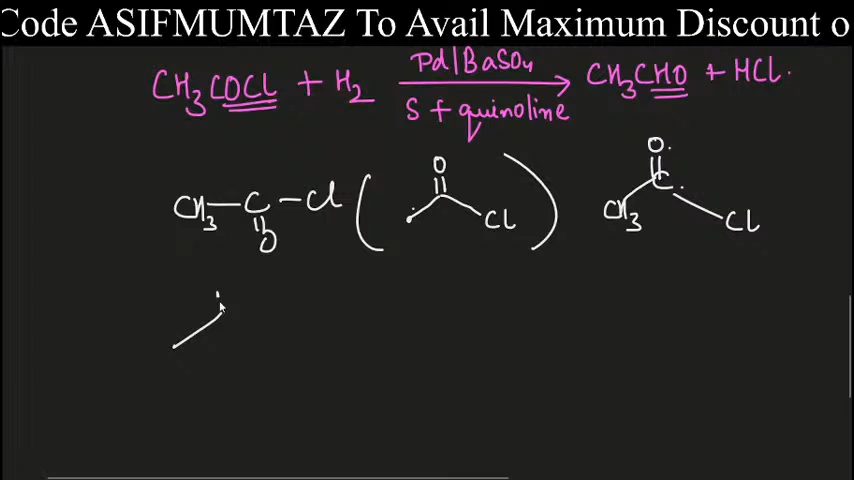 Code ASIFMUMTAZ To Avail Maximum Discount o
CH3COCl + H2 Pd/BaSO4 CH3CHO + HCl.
S + quinoline
O O
CH3 - C - Cl ( Cl ) CH3 C Cl
O